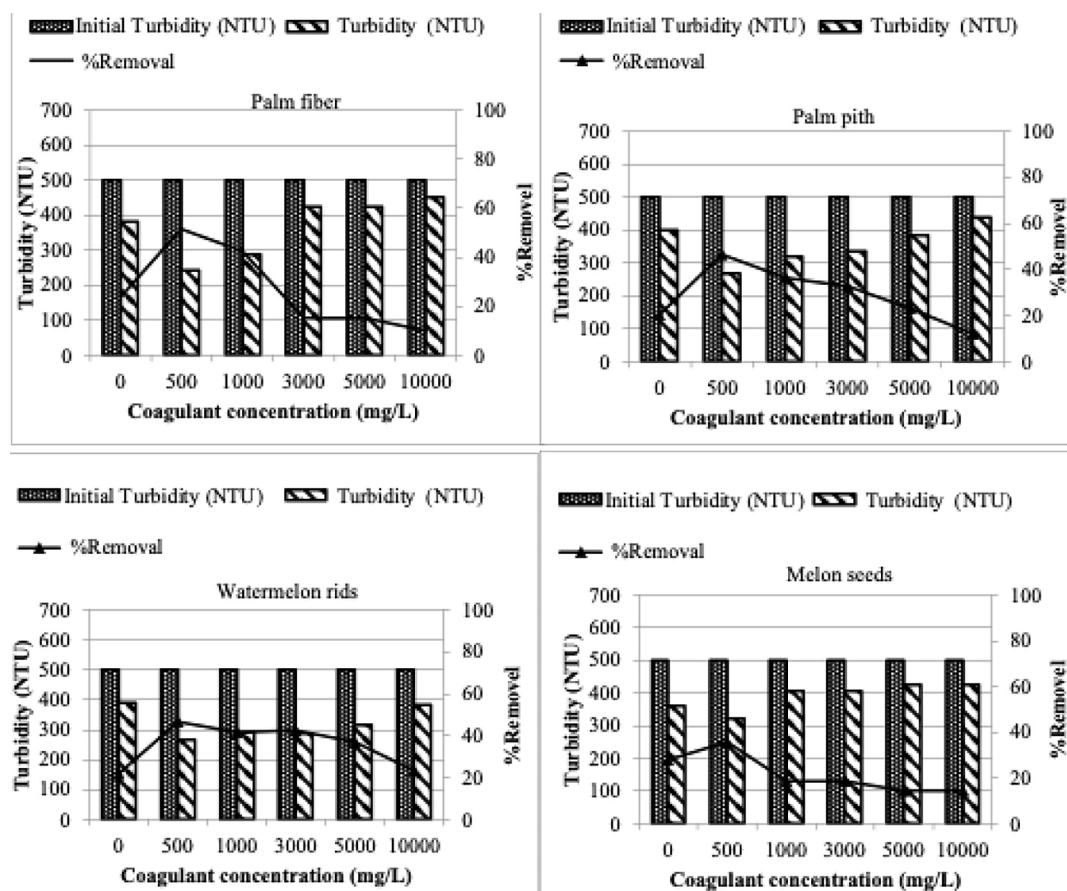 Initial Turbidity (NTU) Turbidity (NTU)
%Removal
Palm fiber
Turbidity (NTU)
700
600
500
400
300
200
100
0
100
80
60
40
20
0
%Removel
0 500 1000 3000 5000 10000
Coagulant concentration (mg/L)
Initial Turbidity (NTU) Turbidity (NTU)
%Removal
Palm pith
Turbidity (NTU)
700
600
500
400
300
200
100
0
100
80
60
40
20
0
%Removel
0 500 1000 3000 5000 10000
Coagulant concentration (mg/L)
Initial Turbidity (NTU) Turbidity (NTU)
%Removal
Watermelon rids
Turbidity (NTU)
700
600
500
400
300
200
100
0
100
80
60
40
20
0
%Removel
0 500 1000 3000 5000 10000
Coagulant concentration (mg/L)
Initial Turbidity (NTU) Turbidity (NTU)
%Removal
Melon seeds
Turbidity (NTU)
700
600
500
400
300
200
100
0
100
80
60
40
20
0
%Removel
0 500 1000 3000 5000 10000
Coagulant concentration (mg/L)